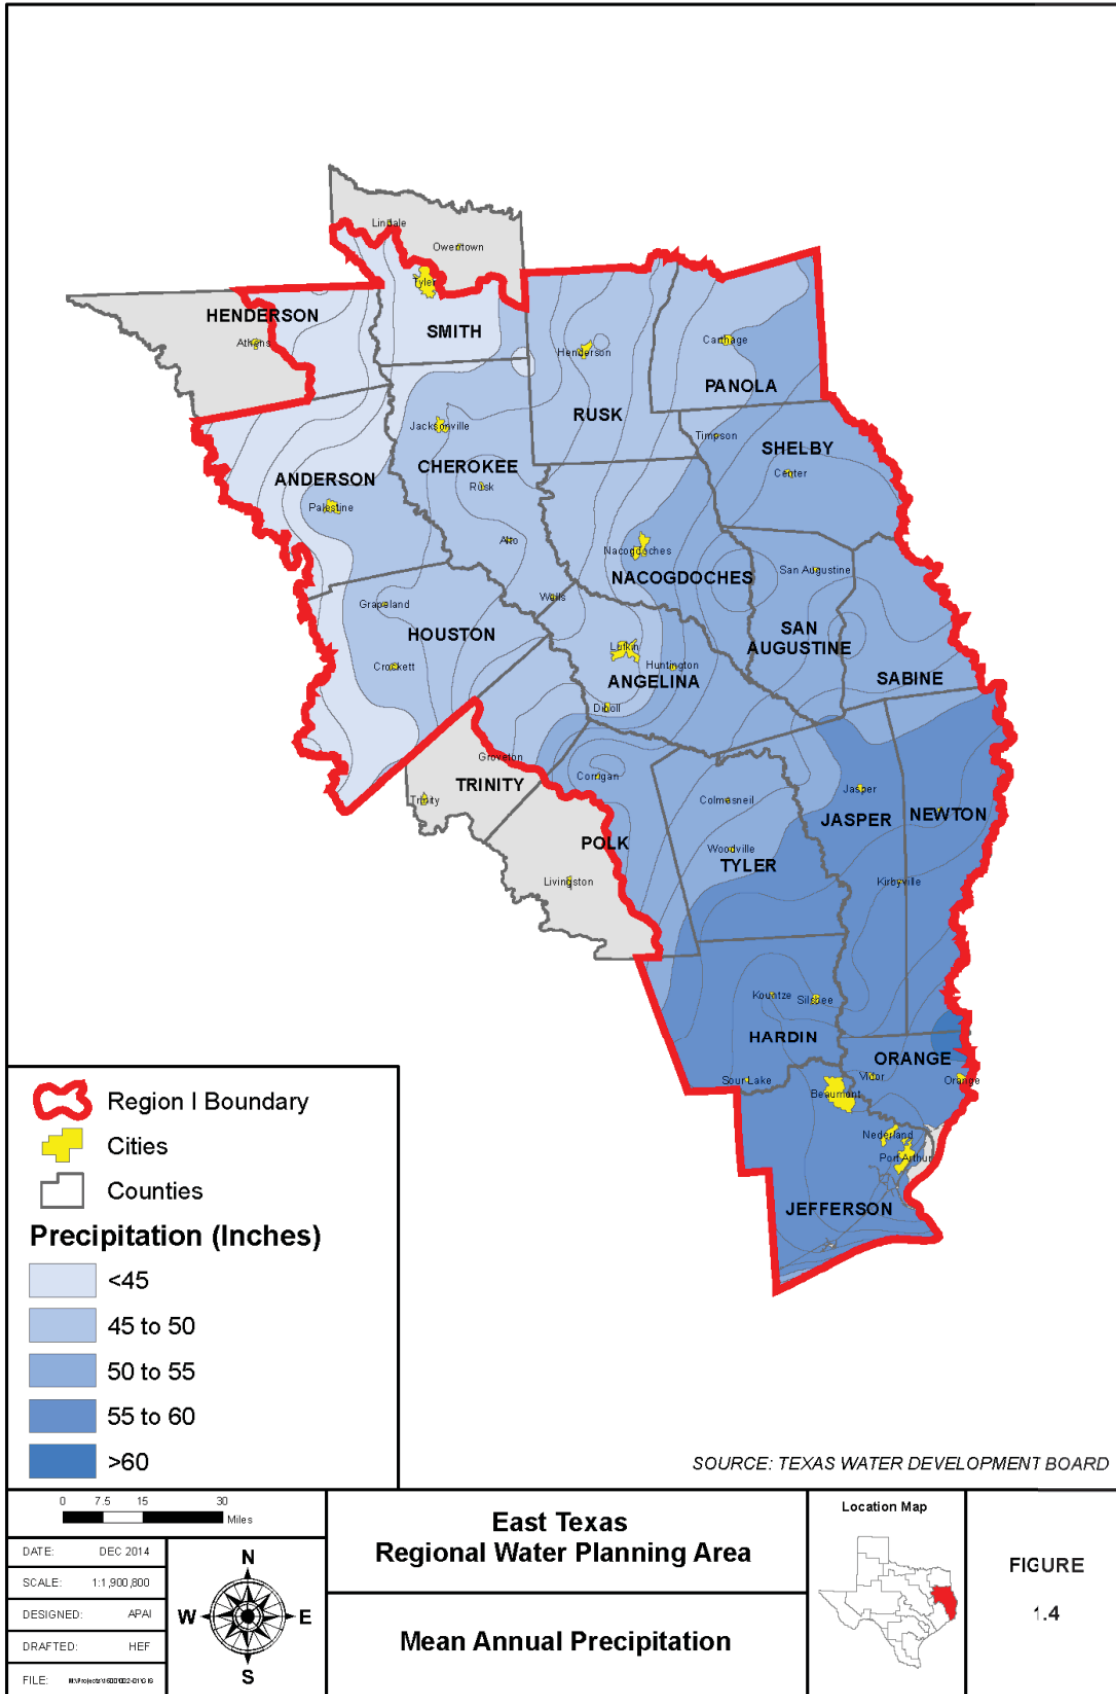 Lindale
Owentown
Tyler
HENDERSON
Athens
SMITH
Henderson
Carthage
PANOLA
RUSK
Jacksonville
Timpson
SHELBY
CHEROKEE
Center
ANDERSON
Rusk
Palestine
Alto
Nacogdoches
NACOGDOCHES
San Augustine
Grapeland
Wells
HOUSTON
SAN
AUGUSTINE
Lufkin
Crockett
Huntington
ANGELINA
SABINE
Diboll
Groveton
TRINITY
Corrigan
Trinity
Colmesneil
Jasper
JASPER
NEWTON
POLK
Woodville
TYLER
Livingston
Kirbyville
Kountze
Silsbee
HARDIN
ORANGE
Sour Lake
Vidor
Orange
Beaumont
Nederland
Port Arthur
JEFFERSON
Region I Boundary
Cities
Counties
Precipitation (Inches)
<45
45 to 50
50 to 55
55 to 60
>60
SOURCE: TEXAS WATER DEVELOPMENT BOARD
0 7.5 15 30
Miles
DATE: DEC 2014
SCALE: 1:1,900,800
DESIGNED: APAI
DRAFTED: HEF
FILE:
N
W E
S
East Texas
Regional Water Planning Area
Mean Annual Precipitation
Location Map
FIGURE
1.4